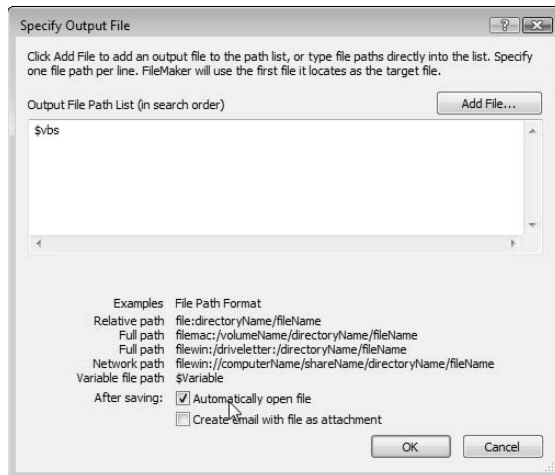 Specify Output File
Click Add File to add an output file to the path list, or type file paths directly into the list. Specify
one file path per line. FileMaker will use the first file it locates as the target file.
Output File Path List (in search order)
Add File...
$vbs
Examples File Path Format
Relative path file:directoryName/fileName
Full path filemac:/volumeName/directoryName/fileName
Full path filewin:/driveletter:/directoryName/fileName
Network path filewin://computerName/shareName/directoryName/fileName
Variable file path $Variable
After saving: Automatically open file
Create email with file as attachment
OK Cancel